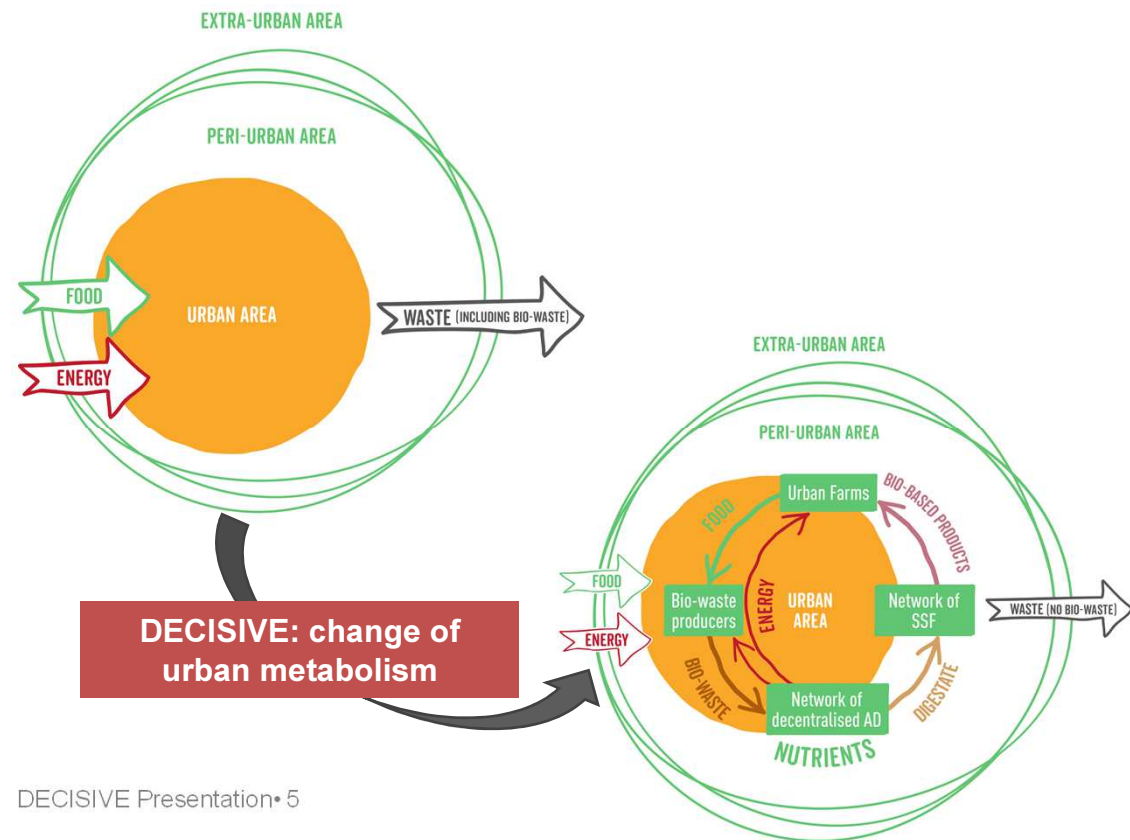 EXTRA-URBAN AREA
PERI-URBAN AREA
FOOD
URBAN AREA
WASTE (INCLUDING BIO-WASTE)
ENERGY
EXTRA-URBAN AREA
PERI-URBAN AREA
Urban Farms
FOOD
BIO-BASED PRODUCTS
FOOD
ENERGY
Bio-waste
producers
ENERGY
URBAN
AREA
Network of
SSF
WASTE (NO BIO-WASTE)
BIO-WASTE
Network of
decentralised AD
DIGESTATE
NUTRIENTS
DECISIVE: change of
urban metabolism
DECISIVE Presentation• 5